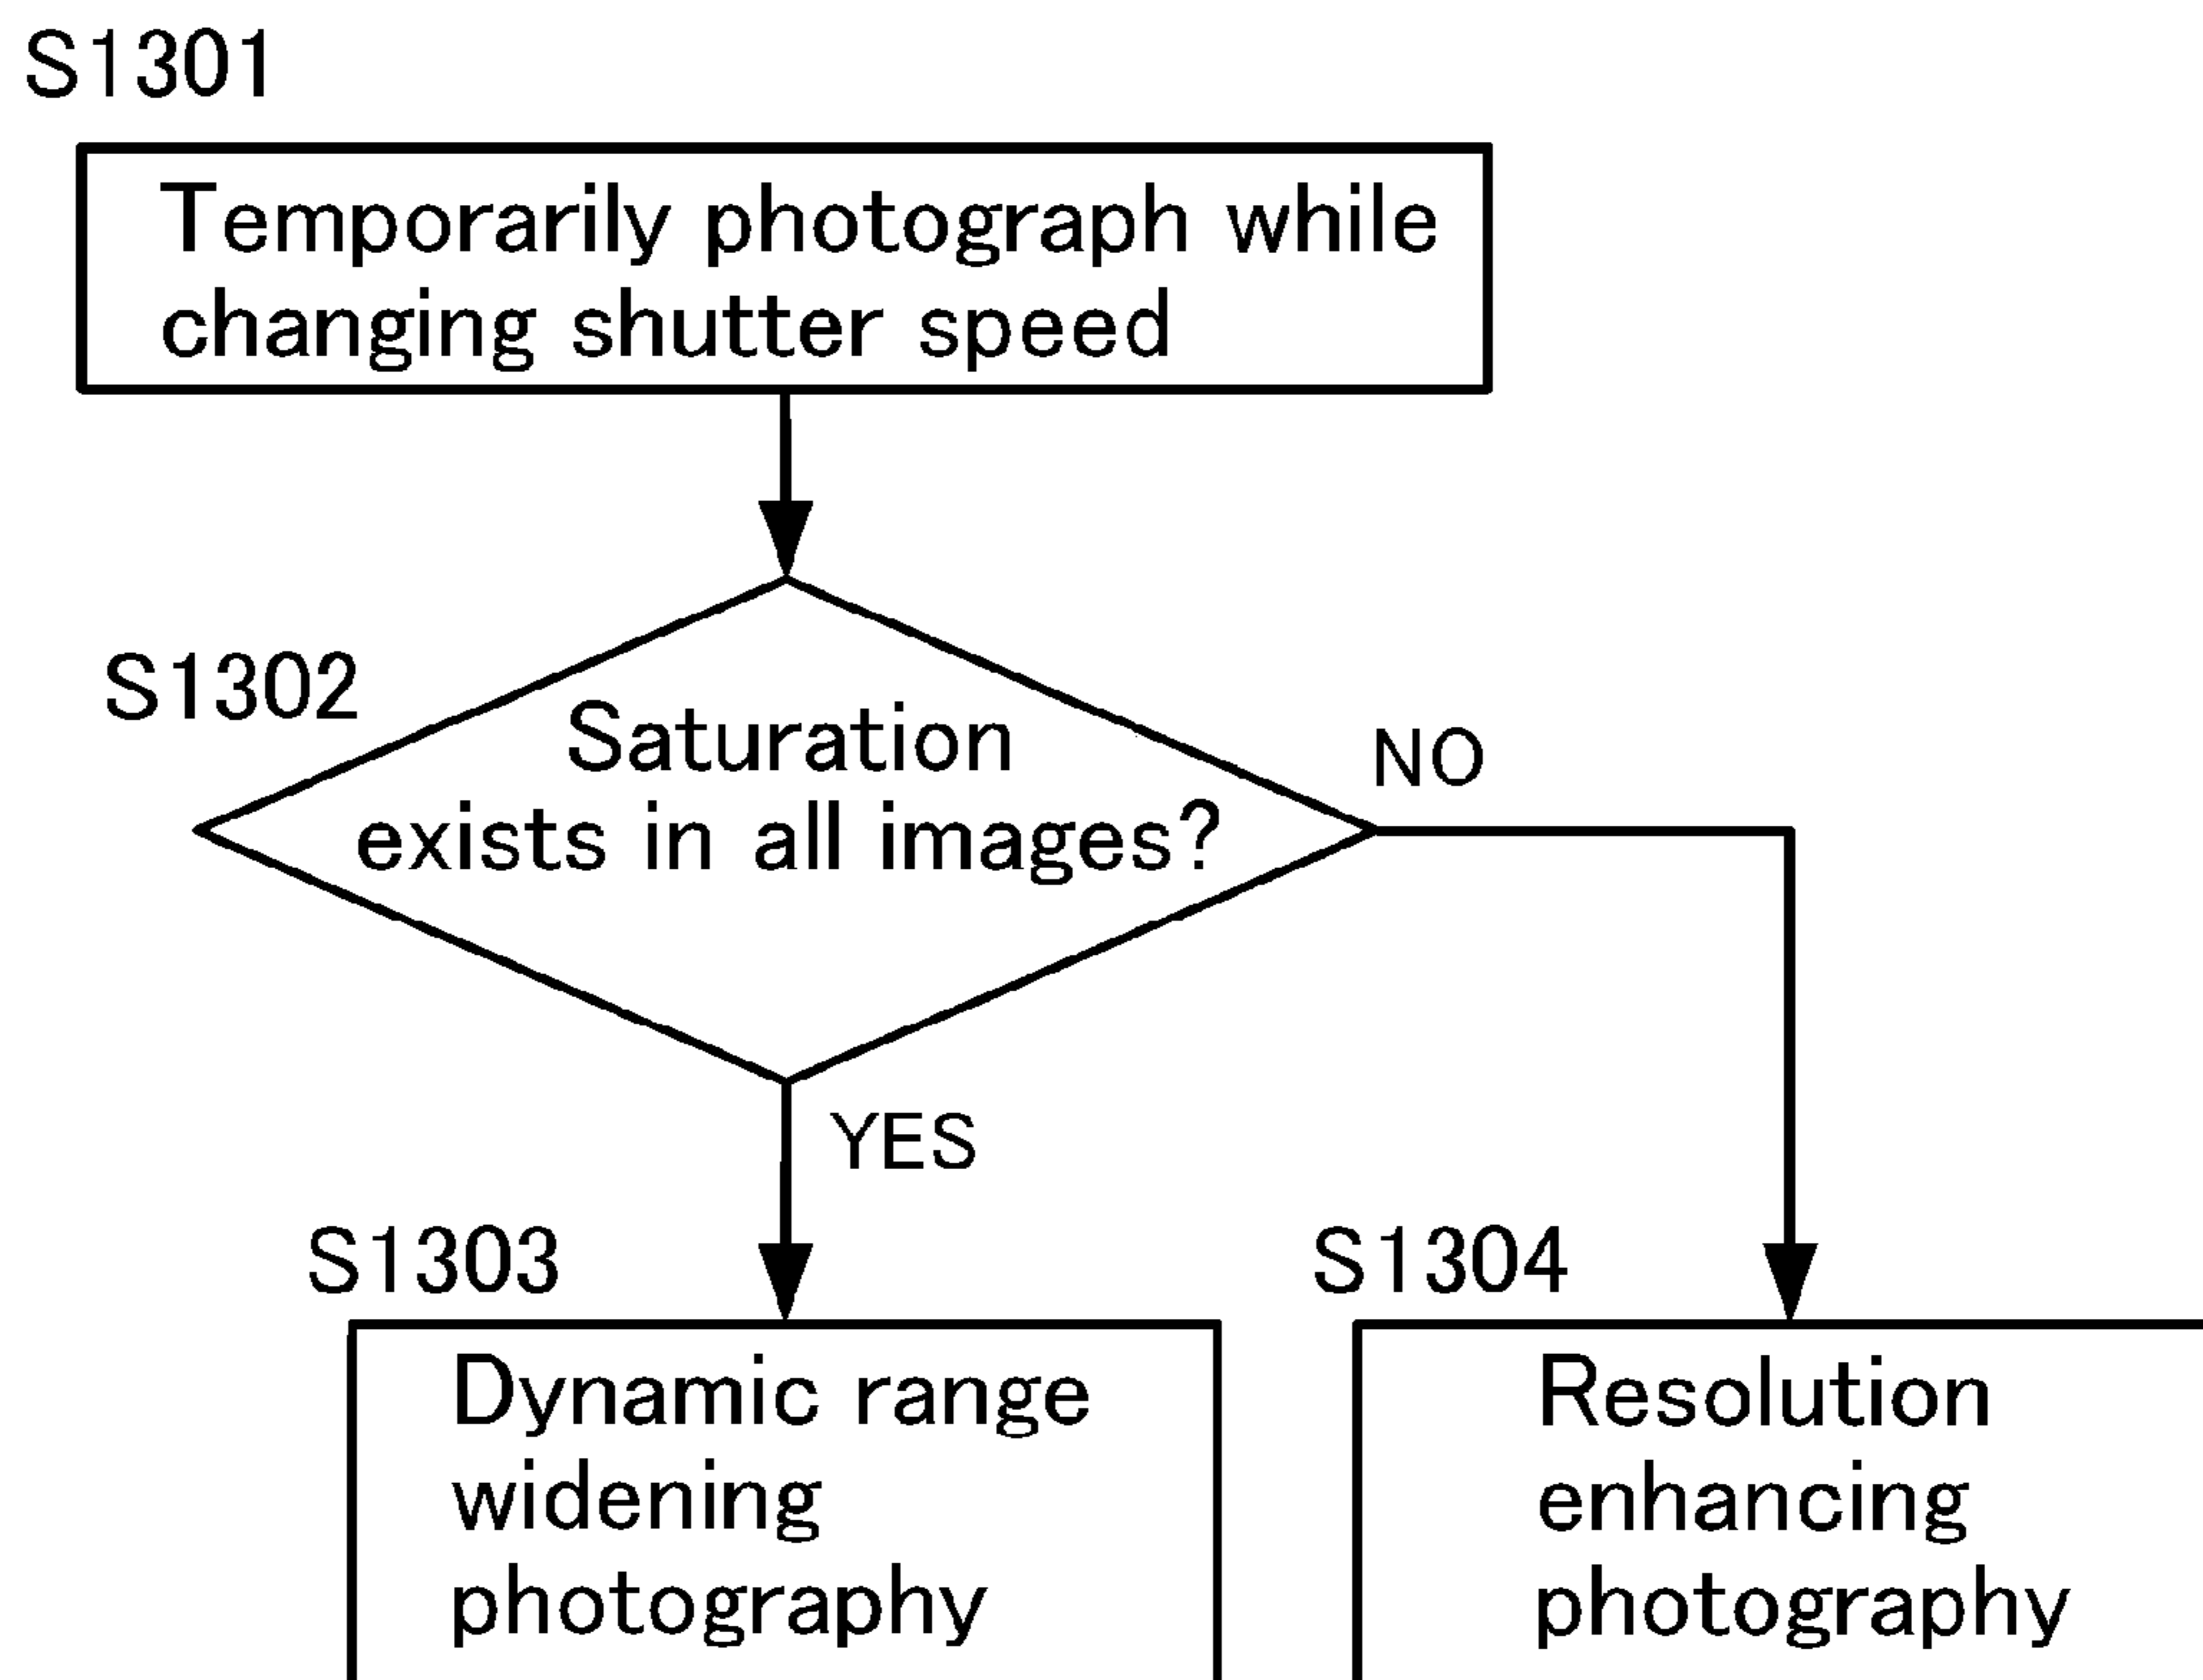 S1301
Temporarily photograph while
changing shutter speed
S1302
Saturation
exists in all images?
NO
YES
S1303
Dynamic range
widening
photography
S1304
Resolution
enhancing
photography